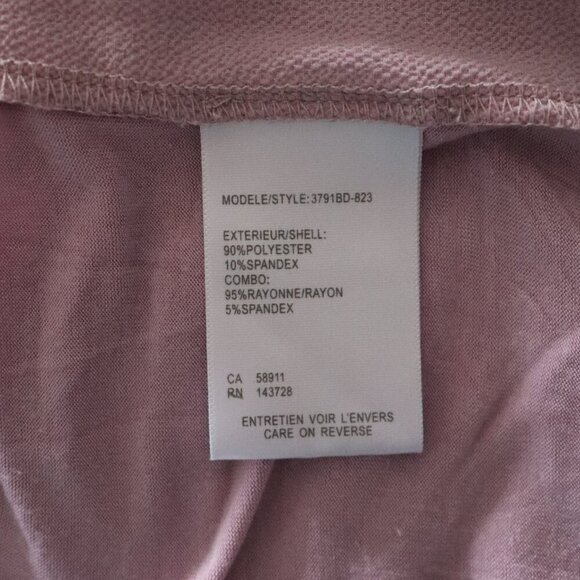 MODELE/STYLE: 3791BD-823
EXTERIEUR/SHELL:
90%POLYESTER
10%SPANDEX
COMBO:
95%RAYONNE/RAYON
5%SPANDEX
CA 58911
RN 143728
ENTRETIEN VOIR L'ENVERS
CARE ON REVERSE